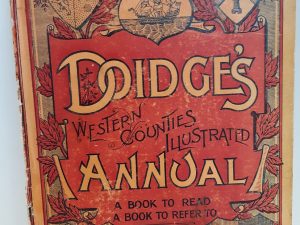 DOIDGE'S
WESTERN
COUNTIES
ILLUSTRATED
ANNUAL
A BOOK TO READ
A BOOK TO REFER TO